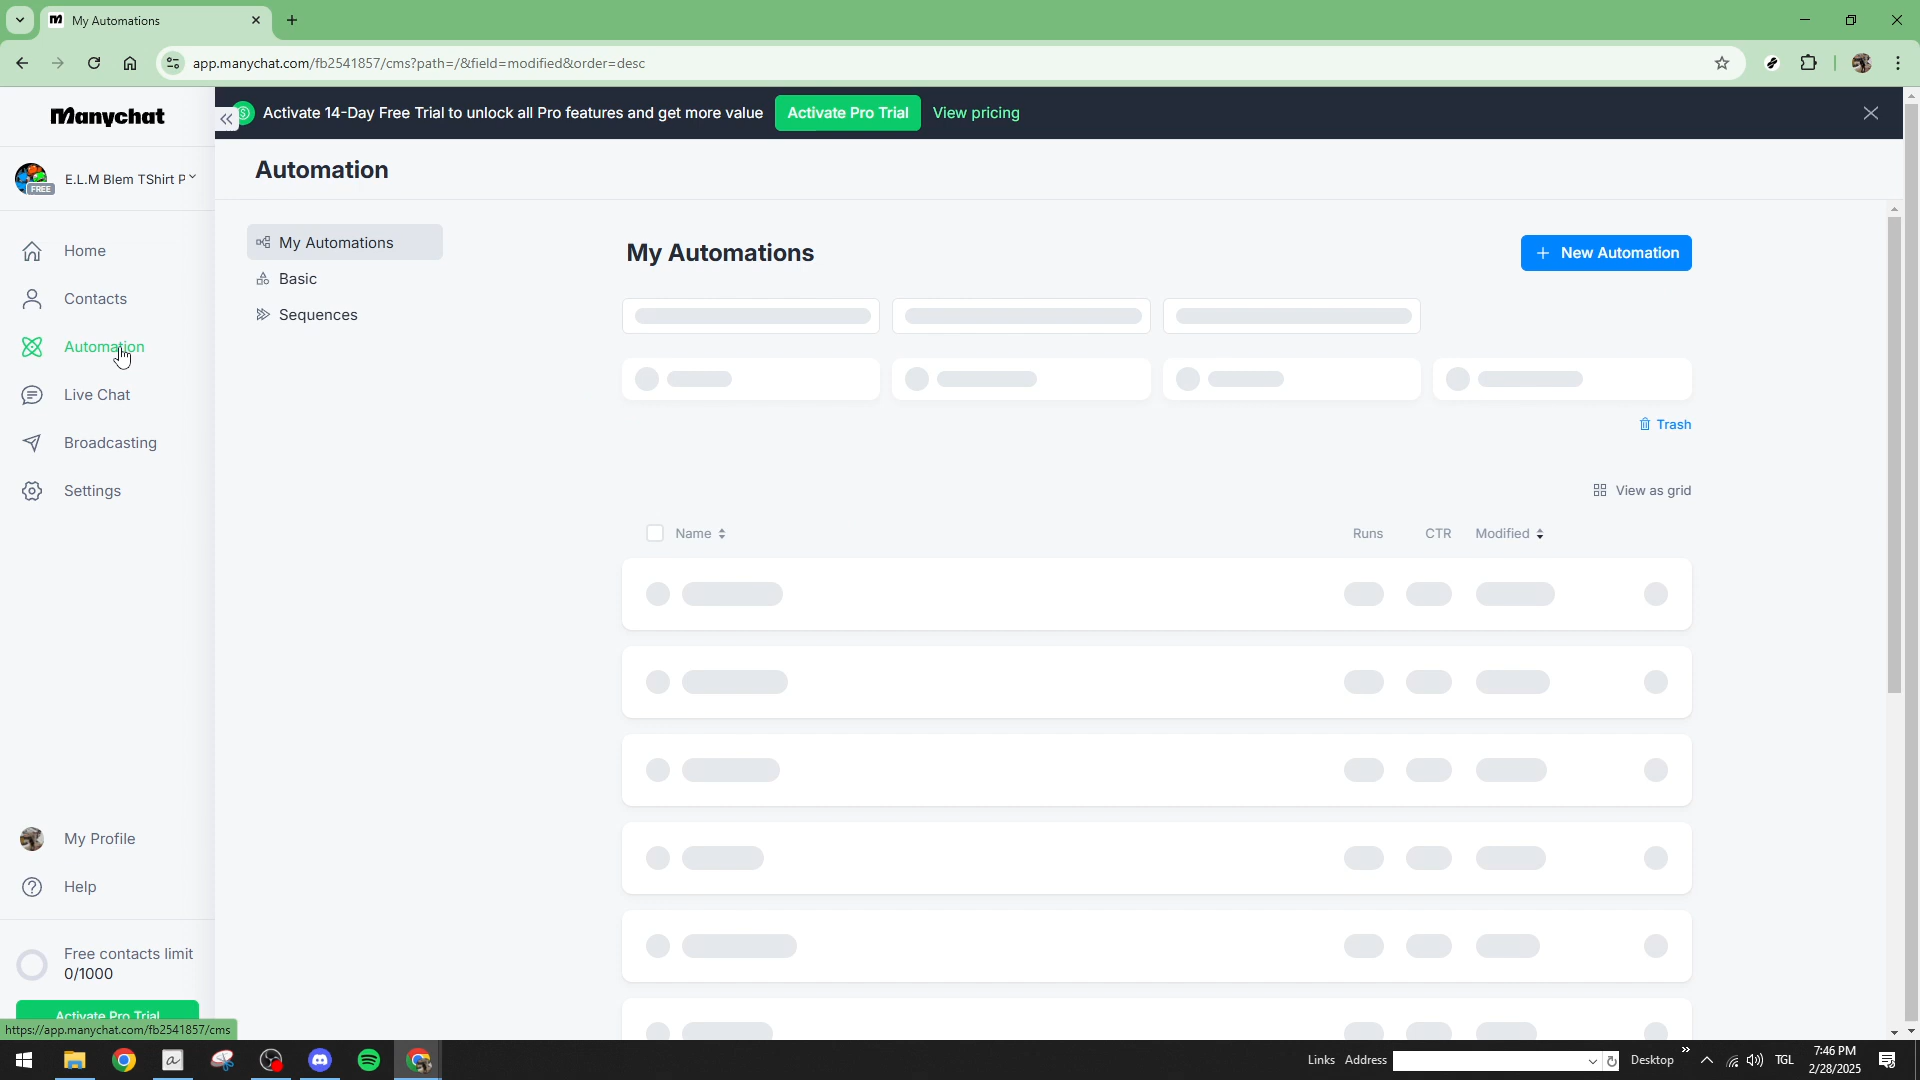 My Automations
app.manychat.com/fb2541857/cms?path=/&field=modified&order=desc
Manychat
Activate 14-Day Free Trial to unlock all Pro features and get more value
Activate Pro Trial
View pricing
E.L.M Blem TShirt P
FREE
Automation
Home
Contacts
Automation
Live Chat
Broadcasting
Settings
My Automations
Basic
Sequences
My Automations
New Automation
Trash
View as grid
Name
Runs
CTR
Modified
My Profile
Help
Free contacts limit
0/1000
Activate Pro Trial
https://app.manychat.com/fb2541857/cms
Links
Address
Desktop
TGL
7:46 PM
2/28/2025